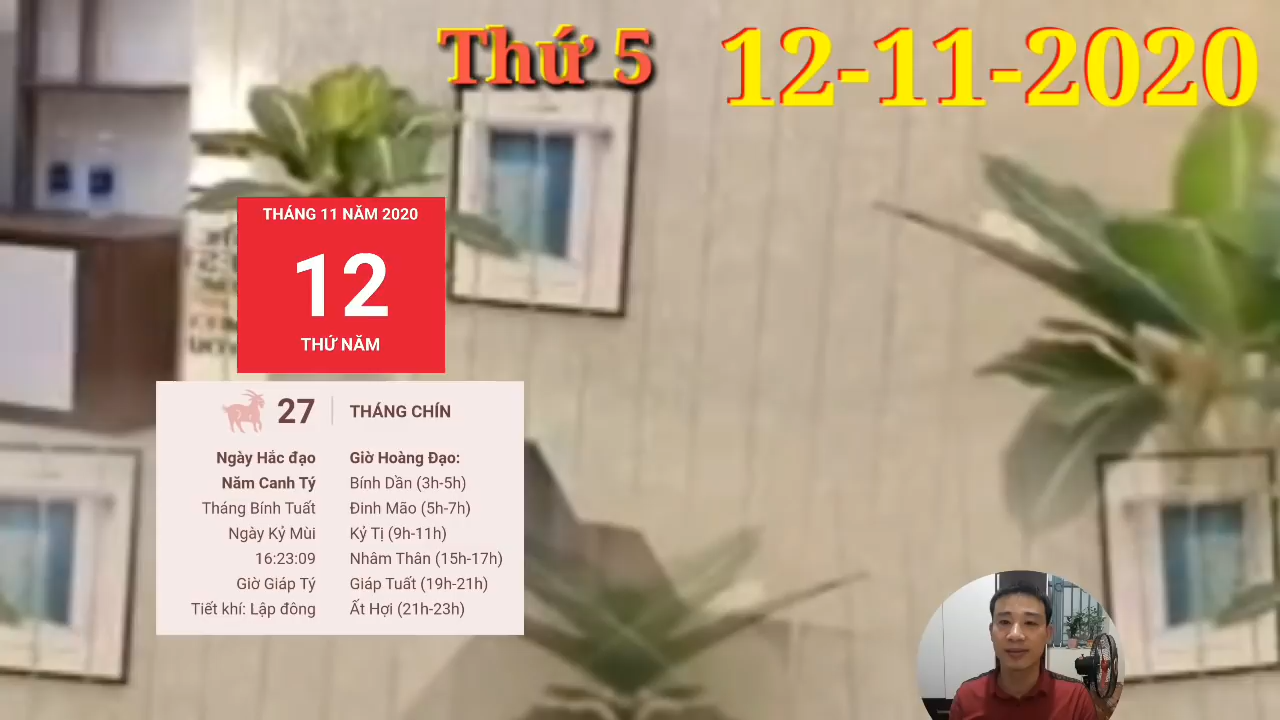 Thứ 5 12-11-2020
THÁNG 11 NĂM 2020
12
THỨ NĂM
27 THÁNG CHÍN
Ngày Hắc đạo
Năm Canh Tý
Tháng Bính Tuất
Ngày Kỷ Mùi
16:23:09
Giờ Giáp Tý
Tiết khí: Lập đông
Giờ Hoàng Đạo:
Bính Dần (3h-5h)
Đinh Mão (5h-7h)
Kỷ Tị (9h-11h)
Nhâm Thân (15h-17h)
Giáp Tuất (19h-21h)
Ất Hợi (21h-23h)